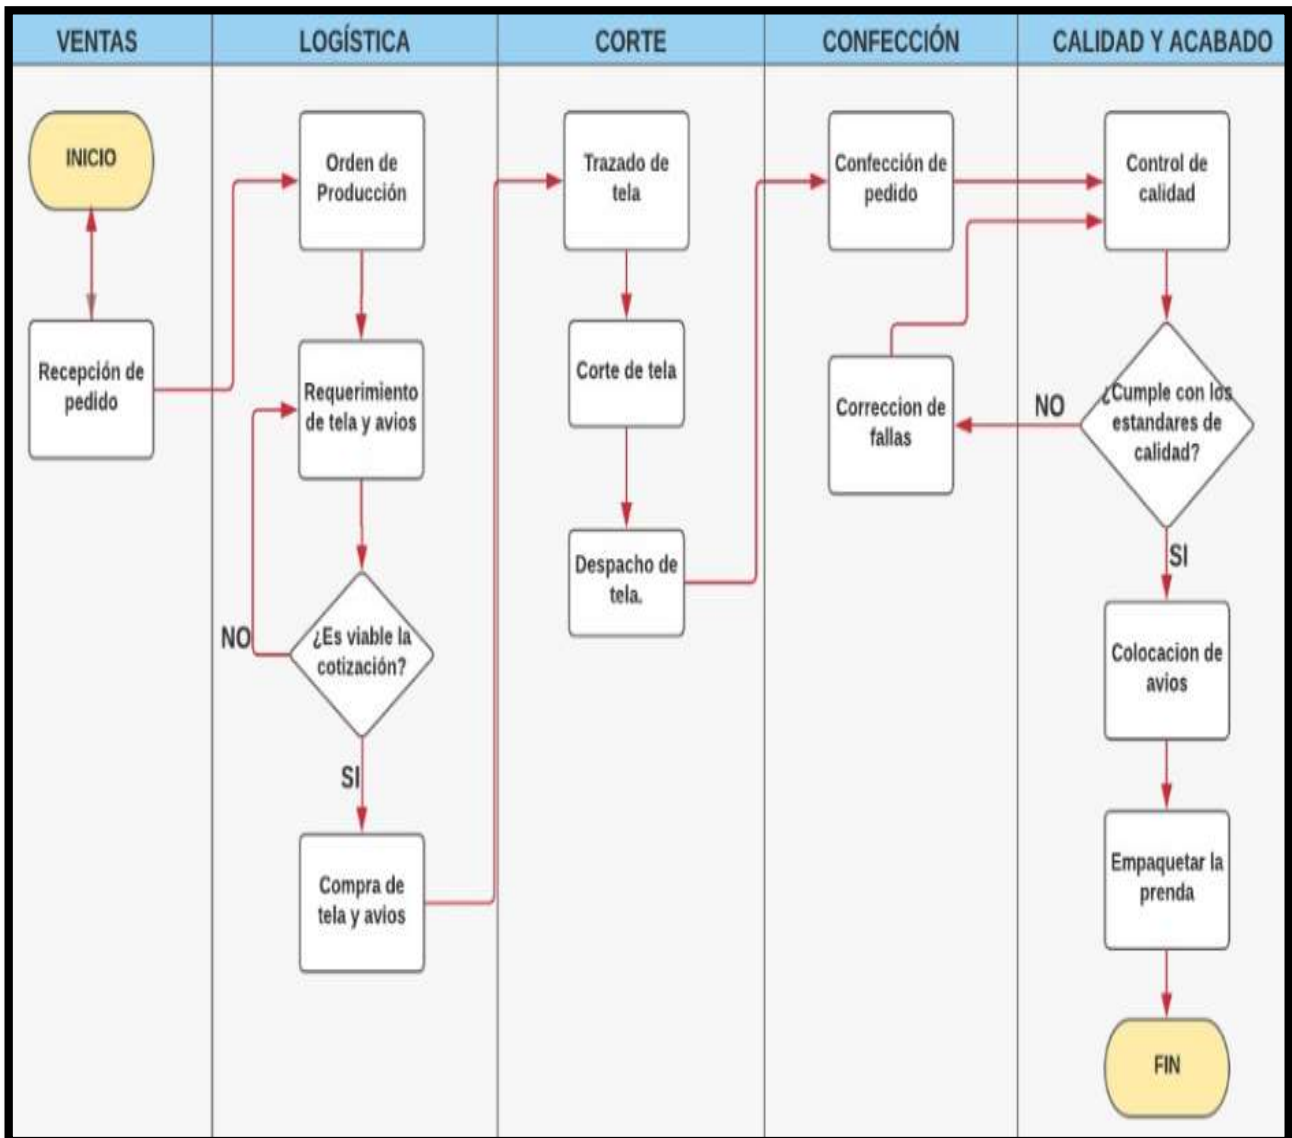 VENTAS
LOGÍSTICA
CORTE
CONFECCIÓN
CALIDAD Y ACABADO
INICIO
Recepción de
pedido
Orden de
Producción
Requerimiento
de tela y avios
¿Es viable la
cotización?
NO
SI
Compra de
tela y avios
Trazado de
tela
Corte de tela
Despacho de
tela.
Confección de
pedido
Correccion de
fallas
Control de
calidad
¿Cumple con los
estandares de
calidad?
NO
SI
Colocacion de
avios
Empaquetar la
prenda
FIN